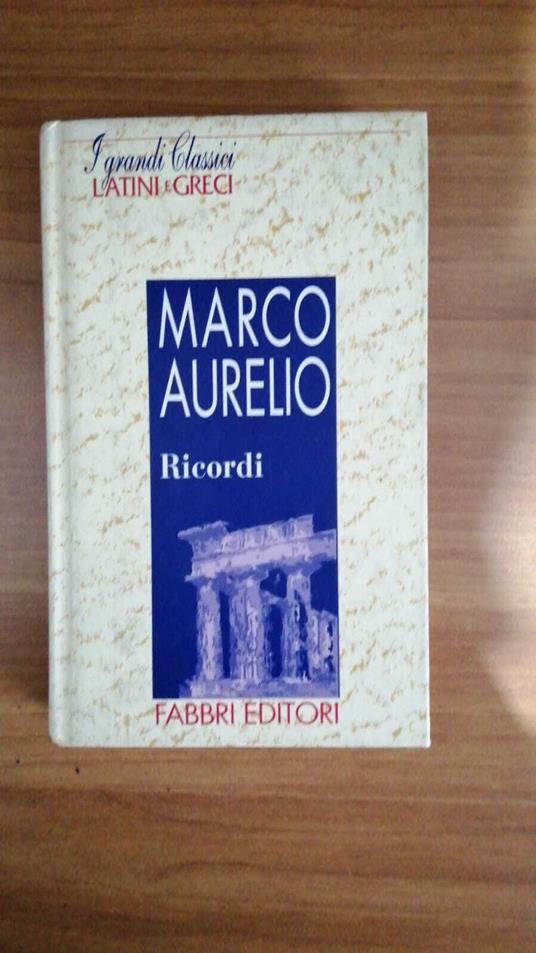 I grandi Classici
LATINI E GRECI
MARCO
AURELIO
Ricordi
FABBRI EDITORI